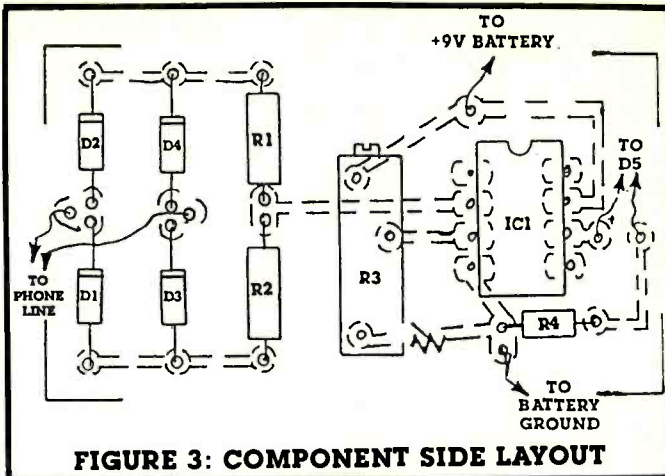 TO
+9V BATTERY
D2
D4
R1
TO
D5
IC1
TO
PHONE
LINE
D1
D3
R2
R3
R4
TO
BATTERY
GROUND
FIGURE 3: COMPONENT SIDE LAYOUT